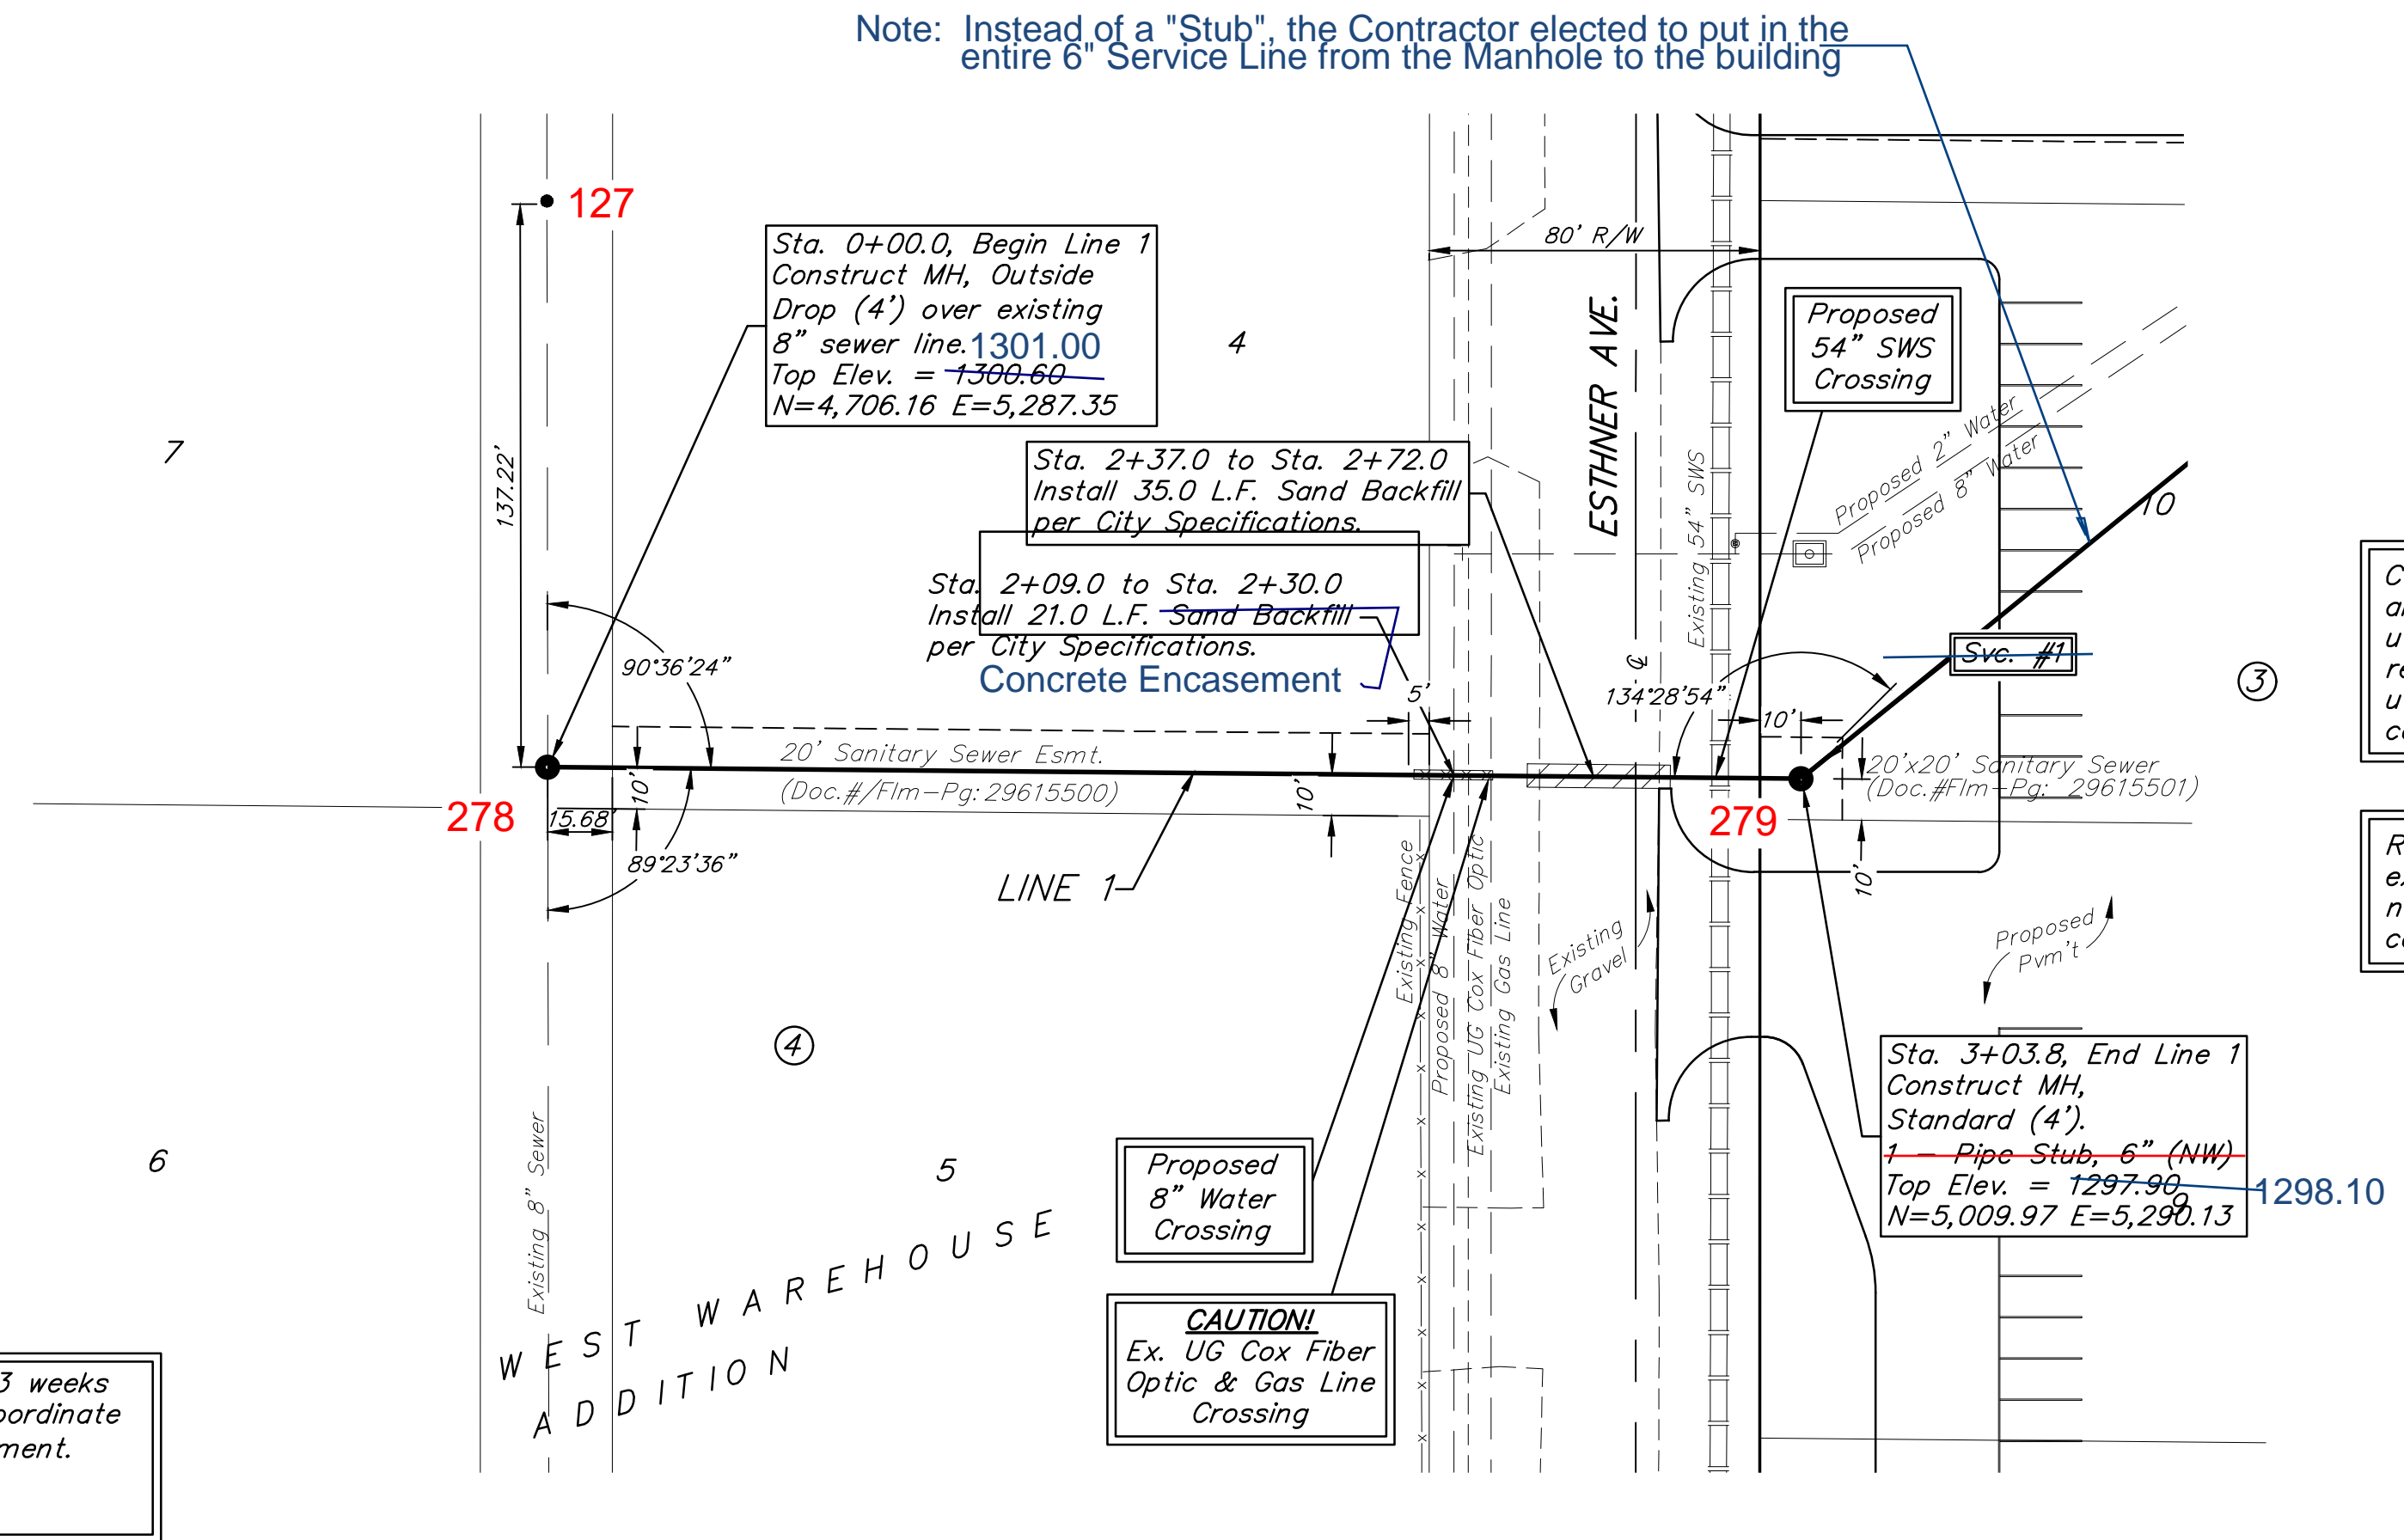 Note: Instead of a "Stub", the Contractor elected to put in the
entire 6" Service Line from the Manhole to the building
127
Sta. 0+00.0, Begin Line 1
Construct MH, Outside
Drop (4') over existing
8" sewer line.
1301.00
Top Elev. = 1300.60
N=4,706.16 E=5,287.35
4
80' R/W
ESTHNER AVE.
Proposed
54" SWS
Crossing
7
137.22'
Sta. 2+37.0 to Sta. 2+72.0
Install 35.0 L.F. Sand Backfill
per City Specifications.
Sta. 2+09.0 to Sta. 2+30.0
Install 21.0 L.F. Sand Backfill
per City Specifications.
Concrete Encasement
Existing 54" SWS
Proposed 2" Water
Proposed 8" Water
10
Svc. #1
3
90°36'24"
5'
℄
134°28'54"
10'
20' Sanitary Sewer Esmt.
(Doc.#/Flm-Pg: 29615500)
10'
10'
20'x20' Sanitary Sewer
(Doc.#Flm-Pg: 29615501)
278
15.68'
89°23'36"
279
10'
LINE 1
Existing Fence
Proposed 8" Water
Existing UG Cox Fiber Optic
Existing Gas Line
Existing
Gravel
Proposed
Pvm't
4
6
5
Existing 8" Sewer
WEST WAREHOUSE
ADDITION
Proposed
8" Water
Crossing
CAUTION!
Ex. UG Cox Fiber
Optic & Gas Line
Crossing
Sta. 3+03.8, End Line 1
Construct MH,
Standard (4').
1 - Pipe Stub, 6" (NW)
Top Elev. = 1297.90
1298.10
9
N=5,009.97 E=5,290.13
3 weeks
oordinate
ment.
C
u
re
u
R
n